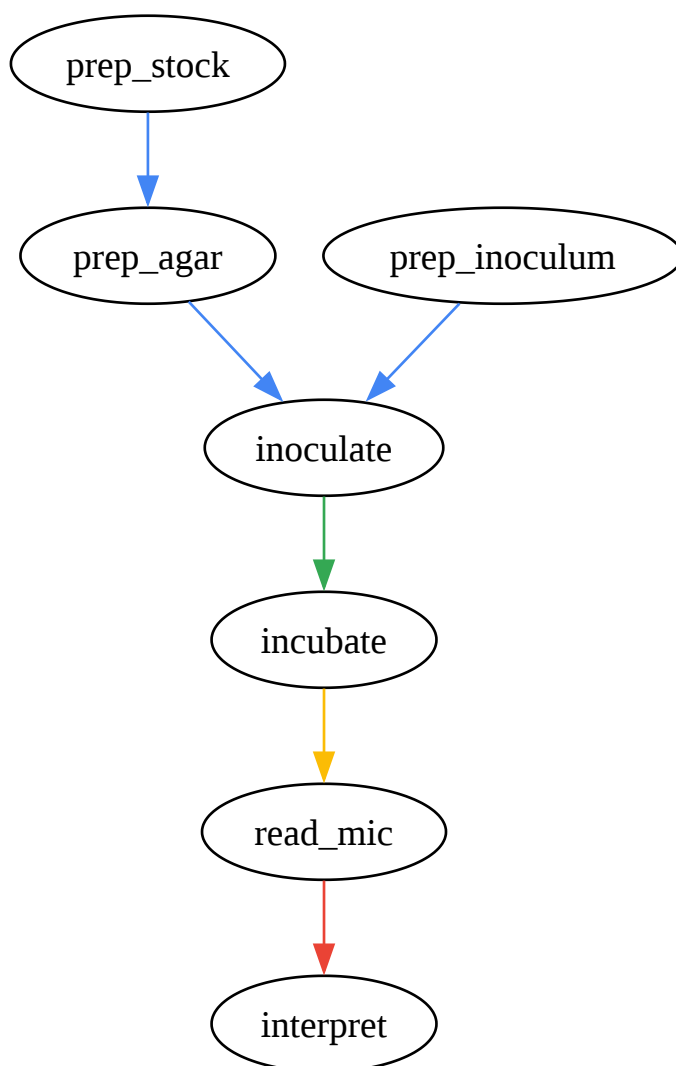 prep_stock
prep_agar
prep_inoculum
inoculate
incubate
read_mic
interpret